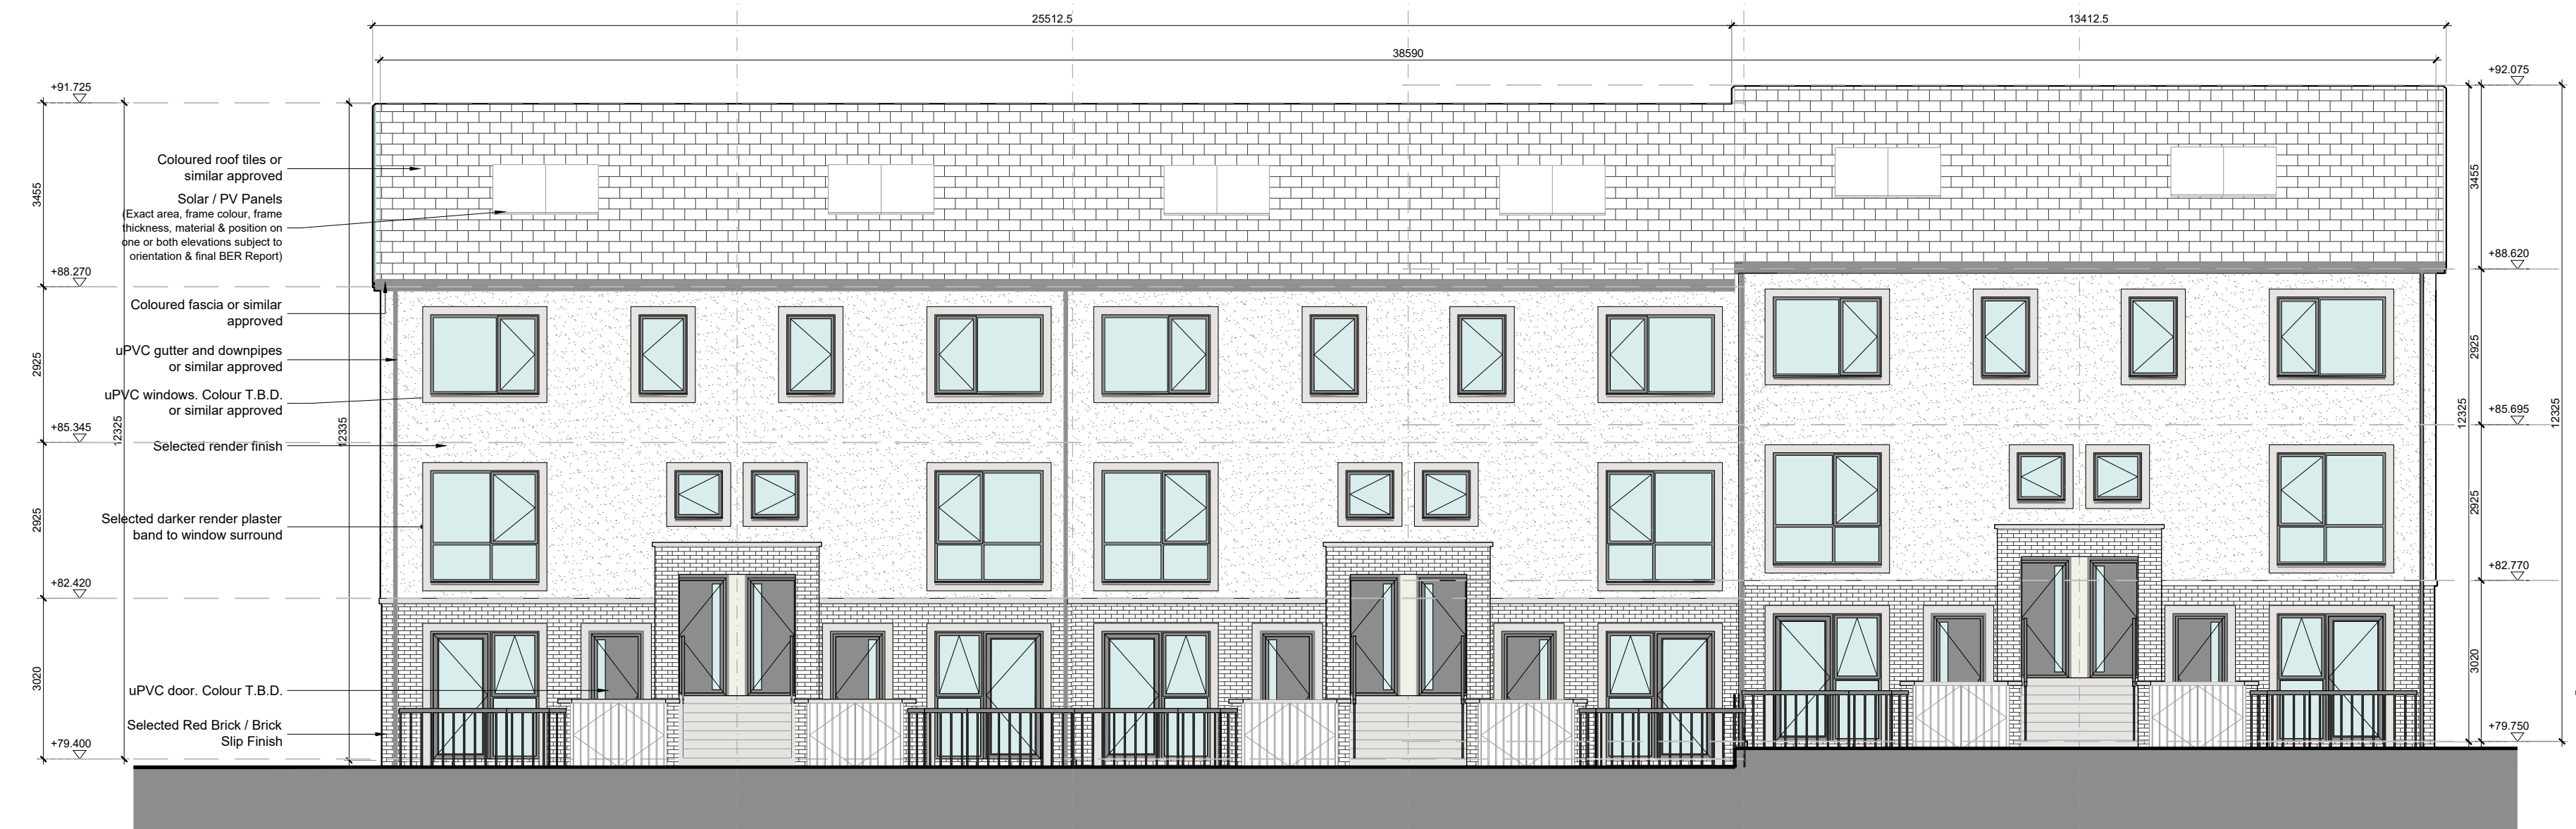 25512.5
13412.5
38590
+91.725
+92.075
Coloured roof tiles or
similar approved
Solar / PV Panels
(Exact area, frame colour, frame
thickness, material & position on
one or both elevations subject to
orientation & final BER Report)
3455
3455
+88.270
+88.620
Coloured fascia or similar
approved
uPVC gutter and downpipes
or similar approved
2925
2925
uPVC windows. Colour T.B.D.
or similar approved
+85.345
12325
12335
12325
+85.695
12325
Selected render finish
Selected darker render plaster
band to window surround
2925
2925
+82.420
+82.770
3020
3020
uPVC door. Colour T.B.D.
Selected Red Brick / Brick
Slip Finish
+79.400
+79.750